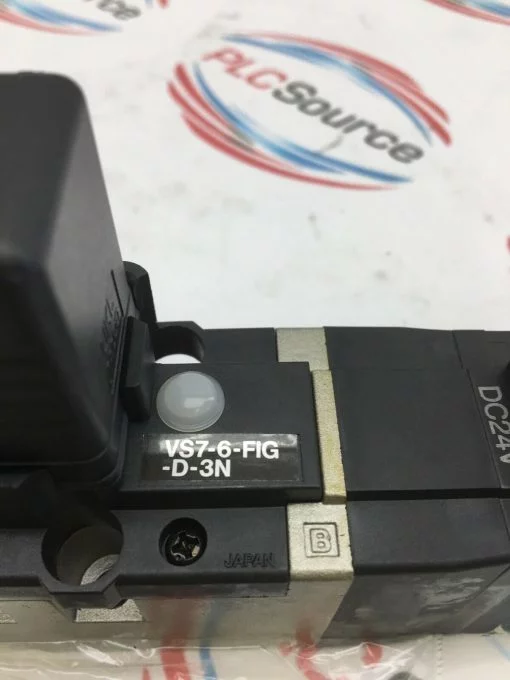 PLCSource
VS7-6-FIG
-D-3N
DC24V
B
JAPAN